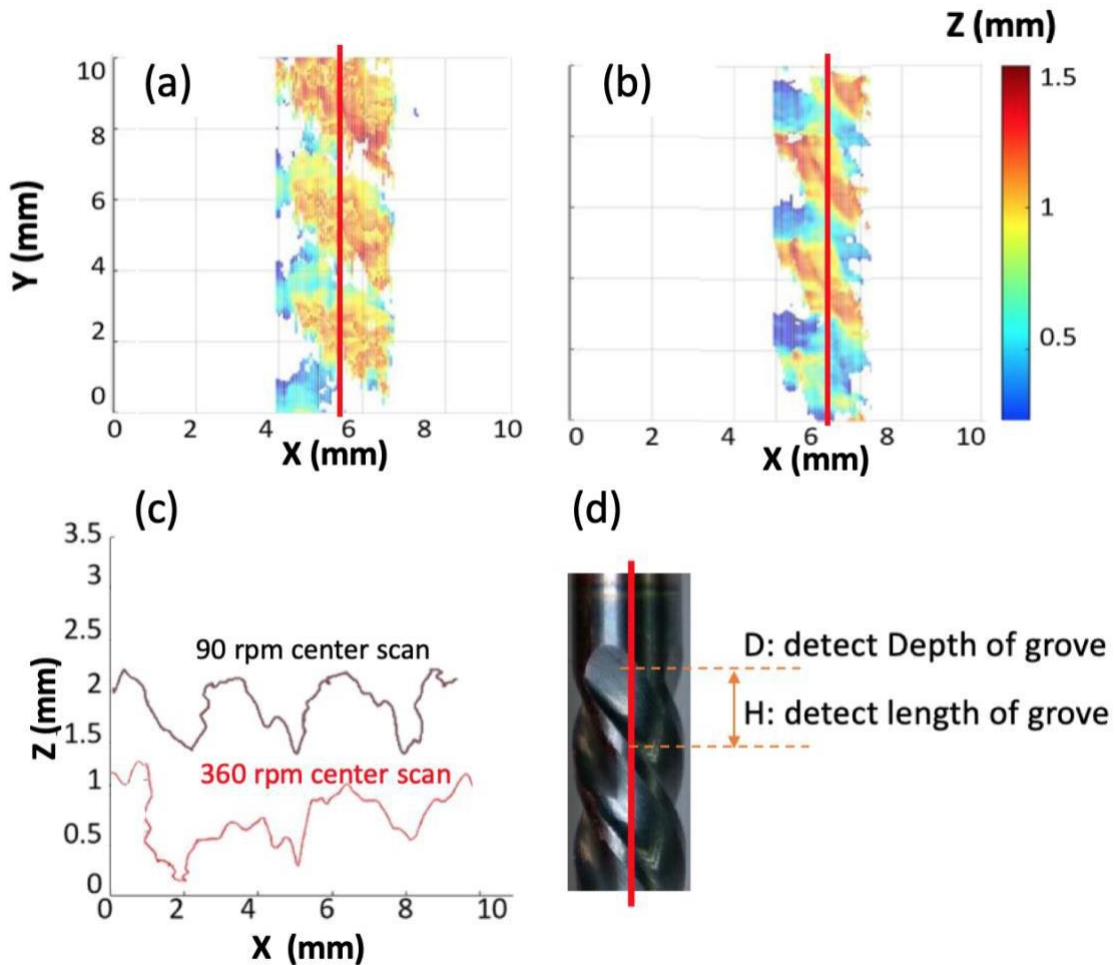 Z (mm)
(a)
(b)
10
8
6
4
2
0
Y (mm)
1.5
1
0.5
0 2 4 6 8 10
X (mm)
0 2 4 6 8 10
X (mm)
(c)
(d)
3.5
3
2.5
2
1.5
1
0.5
0
Z (mm)
90 rpm center scan
360 rpm center scan
0 2 4 6 8 10
X (mm)
D: detect Depth of grove
H: detect length of grove